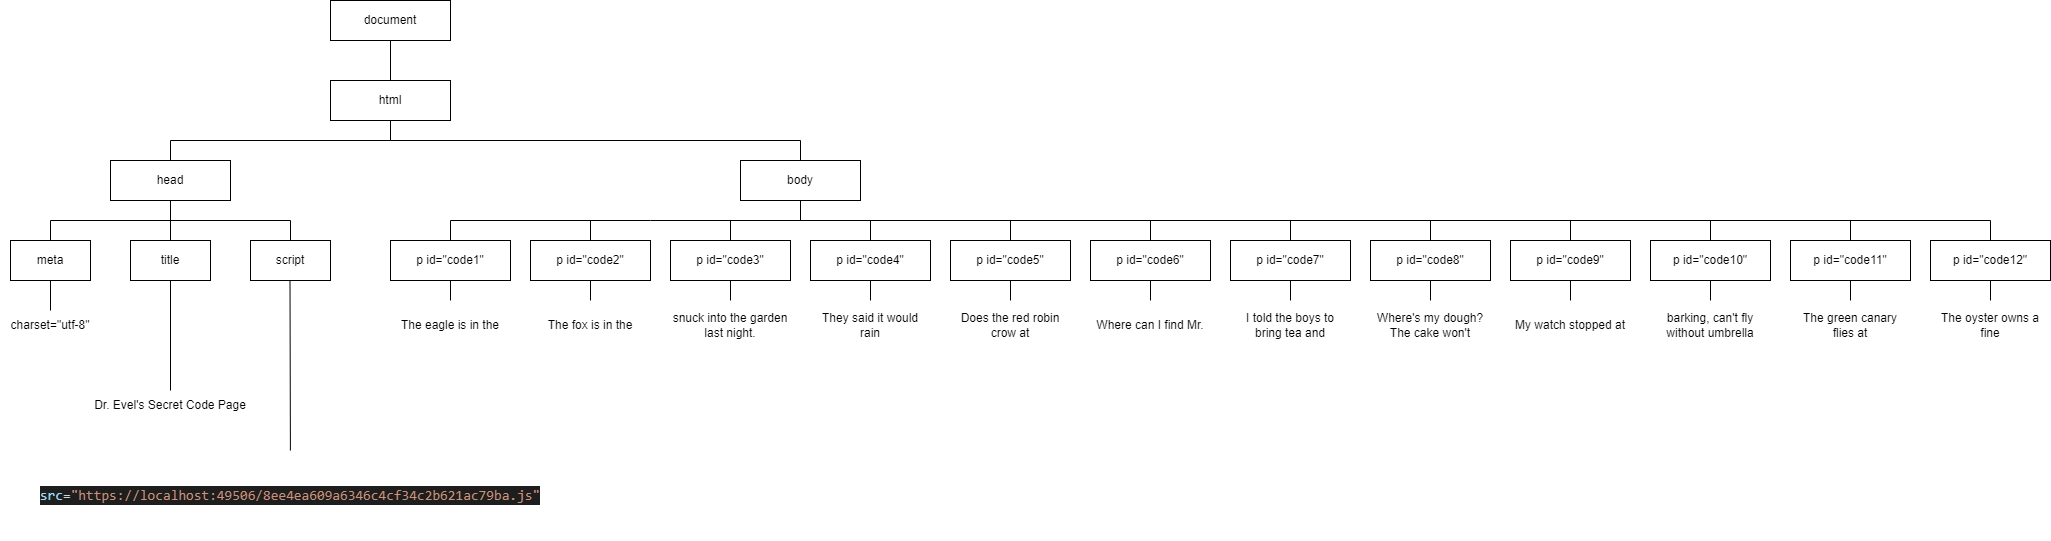 document
html
head
body
meta
title
script
p id="code1"
p id="code2"
p id="code3"
p id="code4"
p id="code5"
p id="code6"
p id="code7"
p id="code8"
p id="code9"
p id="code10"
p id="code11"
p id="code12"
charset="utf-8"
The eagle is in the
The fox is in the
snuck into the garden
last night.
They said it would
rain
Does the red robin
crow at
Where can I find Mr.
I told the boys to
bring tea and
Where's my dough?
The cake won't
My watch stopped at
barking, can't fly
without umbrella
The green canary
flies at
The oyster owns a
fine
Dr. Evel's Secret Code Page
src="https://localhost:49506/8ee4ea609a6346c4cf34c2b621ac79ba.js"